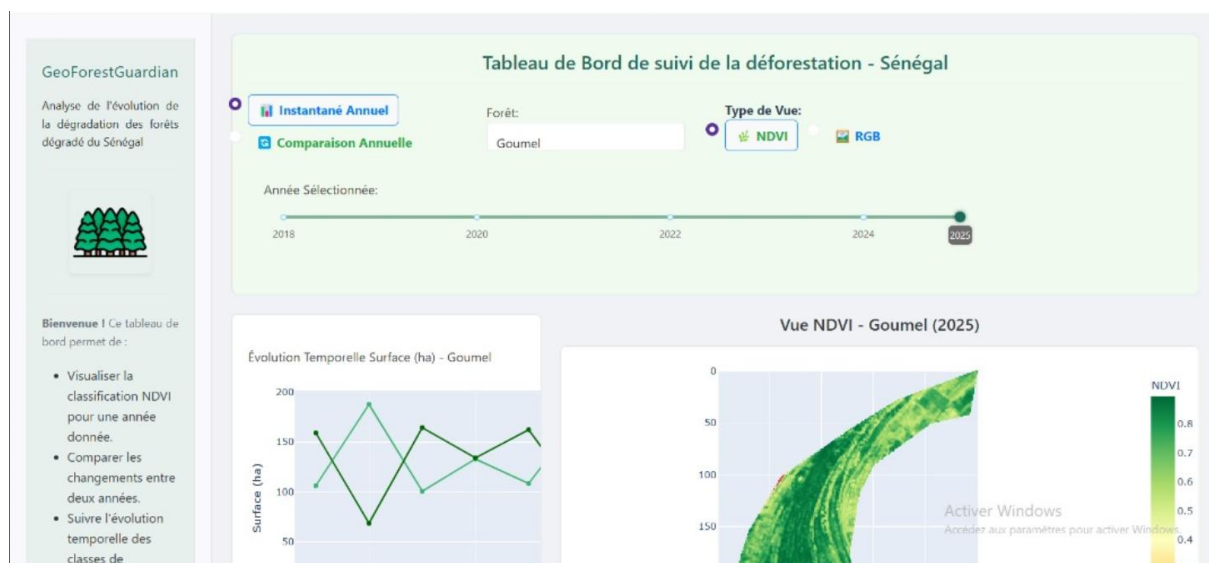 GeoForestGuardian
Analyse de l'évolution de
la dégradation des forêts
dégradé du Sénégal
Bienvenue ! Ce tableau de
bord permet de :
• Visualiser la
classification NDVI
pour une année
donnée.
• Comparer les
changements entre
deux années.
• Suivre l'évolution
temporelle des
classes de
Tableau de Bord de suivi de la déforestation - Sénégal
Instantané Annuel
Comparaison Annuelle
Forêt:
Goumel
Type de Vue:
NDVI
RGB
Année Sélectionnée:
2018 2020 2022 2024 2025
Évolution Temporelle Surface (ha) - Goumel
200
150
100
50
Surface (ha)
Vue NDVI - Goumel (2025)
0
50
100
150
NDVI
0.8
0.7
0.6
0.5
0.4
Activer Windows
Accédez aux paramètres pour activer Windows.